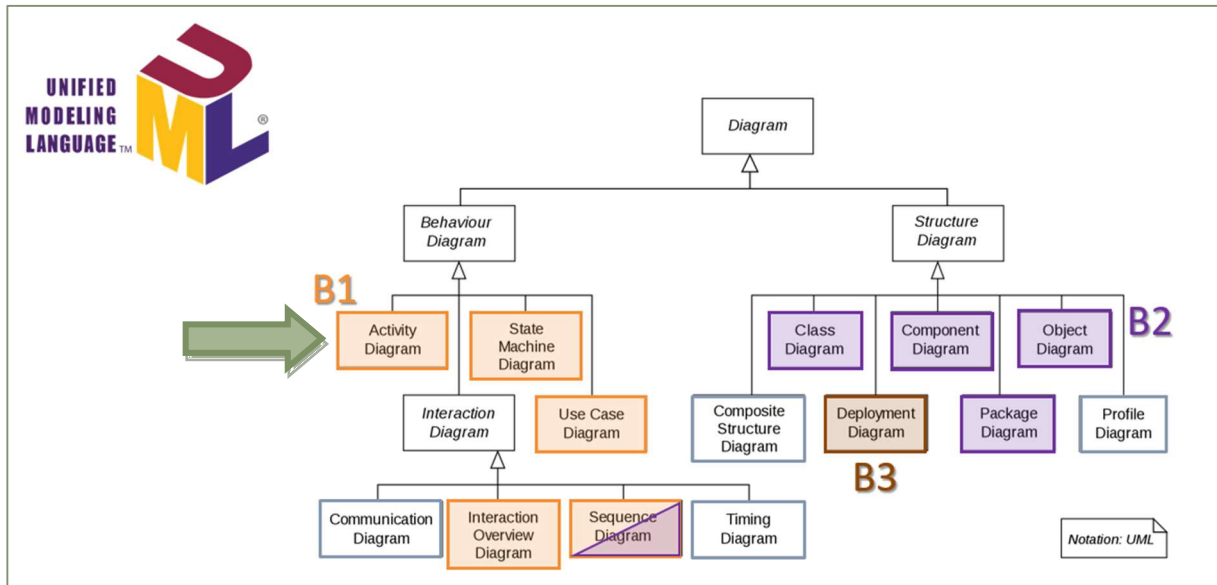 UML
UNIFIED
MODELING
LANGUAGE™
®
Diagram
Behaviour
Diagram
Structure
Diagram
B1
Activity
Diagram
State
Machine
Diagram
Class
Diagram
Component
Diagram
Object
Diagram
B2
Interaction
Diagram
Use Case
Diagram
Composite
Structure
Diagram
Deployment
Diagram
Package
Diagram
Profile
Diagram
B3
Communication
Diagram
Interaction
Overview
Diagram
Sequence
Diagram
Timing
Diagram
Notation: UML